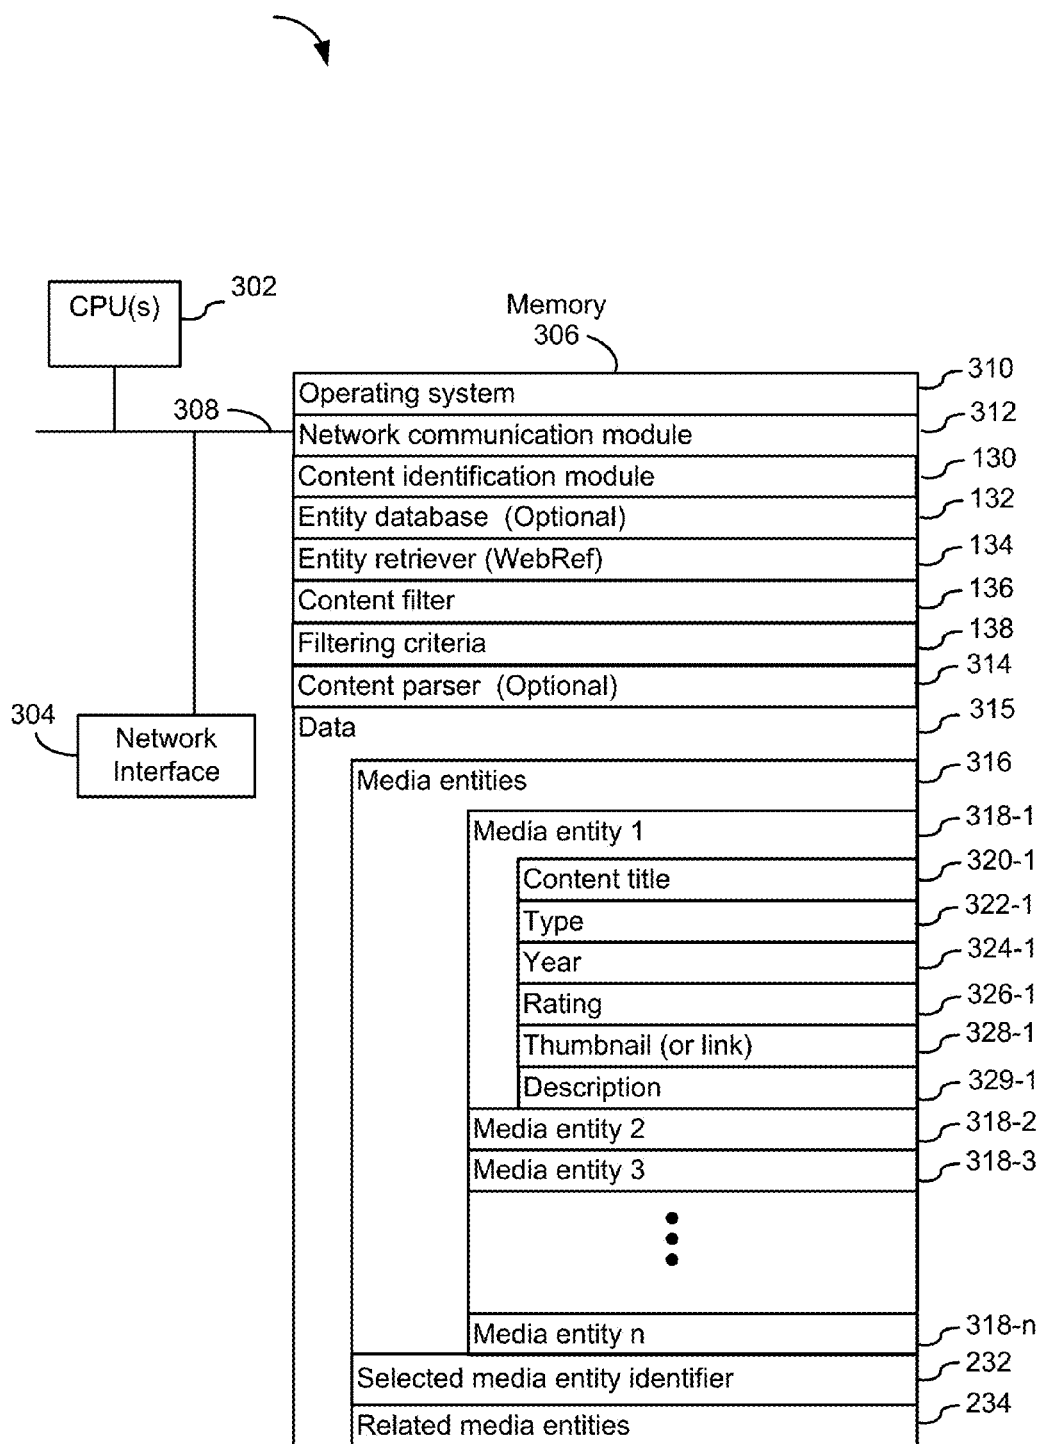 CPU(s)
302
Memory
306
308
Operating system
310
Network communication module
312
Content identification module
130
Entity database (Optional)
132
Entity retriever (WebRef)
134
Content filter
136
Filtering criteria
138
Content parser (Optional)
314
304
Network
Interface
Data
315
Media entities
316
Media entity 1
318-1
Content title
320-1
Type
322-1
Year
324-1
Rating
326-1
Thumbnail (or link)
328-1
Description
329-1
Media entity 2
318-2
Media entity 3
318-3
Media entity n
318-n
Selected media entity identifier
232
Related media entities
234